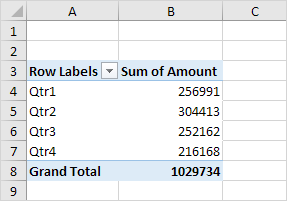 A B C
1
2
3 Row Labels Sum of Amount
4 Qtr1 256991
5 Qtr2 304413
6 Qtr3 252162
7 Qtr4 216168
8 Grand Total 1029734
9